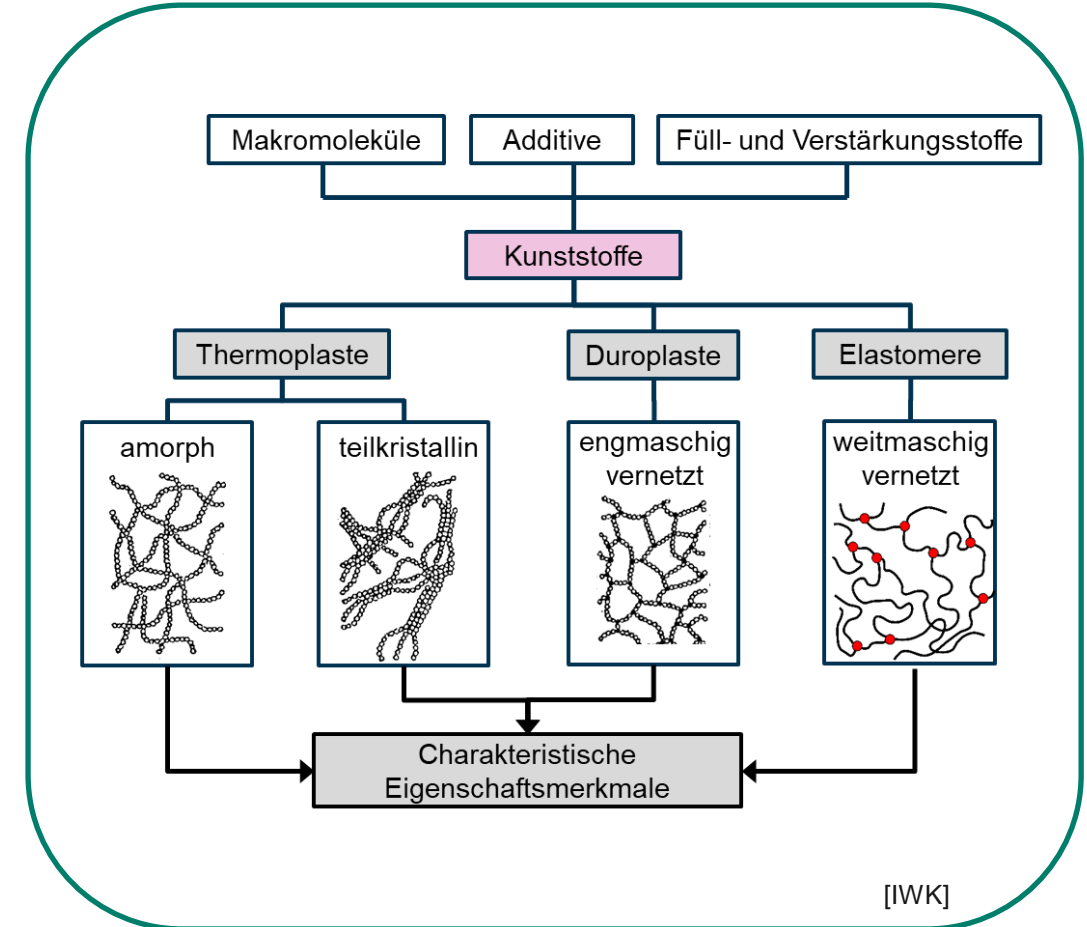 Makromoleküle
Additive
Füll- und Verstärkungsstoffe
Kunststoffe
Thermoplaste
Duroplaste
Elastomere
amorph
teilkristallin
engmaschig
vernetzt
weitmaschig
vernetzt
Charakteristische
Eigenschaftsmerkmale
[IWK]